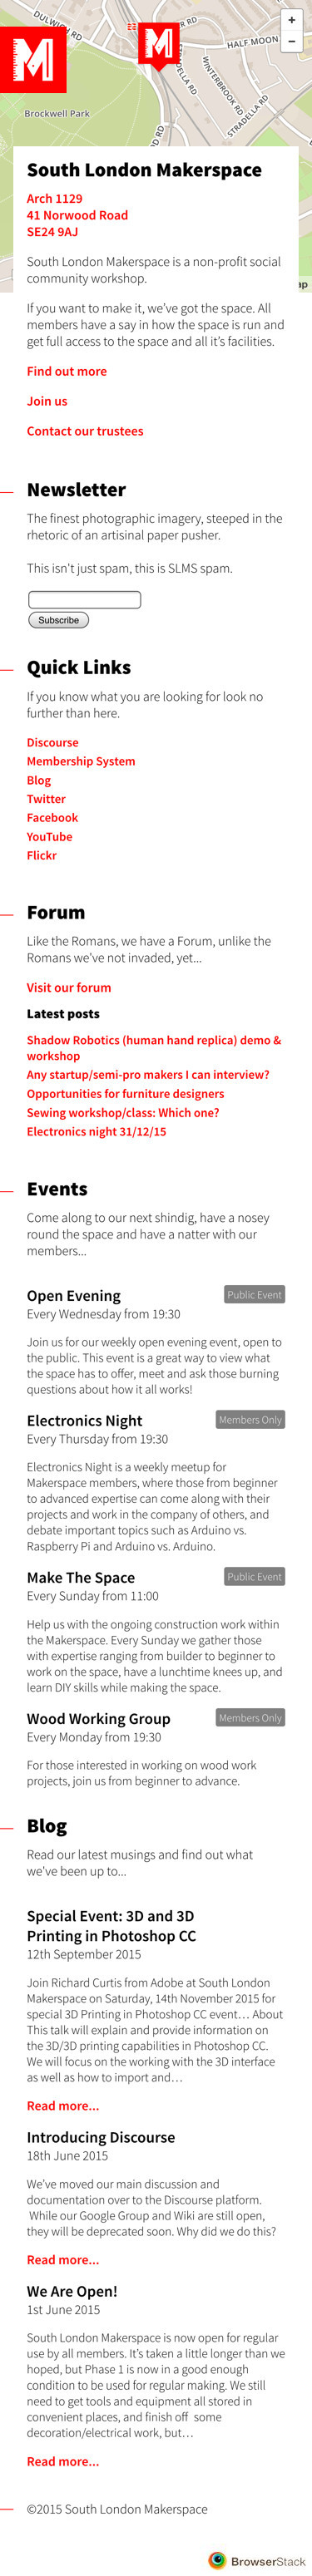 DULWICH RD
R RD
HALF MOON
ELLA RD
WINTERBROOK RD
STRADELLA RD
D RD
Brockwell Park
+
−
M
M
South London Makerspace
Arch 1129
41 Norwood Road
SE24 9AJ
South London Makerspace is a non-profit social
community workshop.
ap
If you want to make it, we've got the space. All
members have a say in how the space is run and
get full access to the space and all it's facilities.
Find out more
Join us
Contact our trustees
Newsletter
The finest photographic imagery, steeped in the
rhetoric of an artisinal paper pusher.
This isn't just spam, this is SLMS spam.
Subscribe
Quick Links
If you know what you are looking for look no
further than here.
Discourse
Membership System
Blog
Twitter
Facebook
YouTube
Flickr
Forum
Like the Romans, we have a Forum, unlike the
Romans we've not invaded, yet...
Visit our forum
Latest posts
Shadow Robotics (human hand replica) demo &
workshop
Any startup/semi-pro makers I can interview?
Opportunities for furniture designers
Sewing workshop/class: Which one?
Electronics night 31/12/15
Events
Come along to our next shindig, have a nosey
round the space and have a natter with our
members...
Open Evening
Public Event
Every Wednesday from 19:30
Join us for our weekly open evening event, open to
the public. This event is a great way to view what
the space has to offer, meet and ask those burning
questions about how it all works!
Electronics Night
Members Only
Every Thursday from 19:30
Electronics Night is a weekly meetup for
Makerspace members, where those from beginner
to advanced expertise can come along with their
projects and work in the company of others, and
debate important topics such as Arduino vs.
Raspberry Pi and Arduino vs. Arduino.
Make The Space
Public Event
Every Sunday from 11:00
Help us with the ongoing construction work within
the Makerspace. Every Sunday we gather those
with expertise ranging from builder to beginner to
work on the space, have a lunchtime knees up, and
learn DIY skills while making the space.
Wood Working Group
Members Only
Every Monday from 19:30
For those interested in working on wood work
projects, join us from beginner to advance.
Blog
Read our latest musings and find out what
we've been up to...
Special Event: 3D and 3D
Printing in Photoshop CC
12th September 2015
Join Richard Curtis from Adobe at South London
Makerspace on Saturday, 14th November 2015 for
special 3D Printing in Photoshop CC event… About
This talk will explain and provide information on
the 3D/3D printing capabilities in Photoshop CC.
We will focus on the working with the 3D interface
as well as how to import and…
Read more...
Introducing Discourse
18th June 2015
We've moved our main discussion and
documentation over to the Discourse platform.
While our Google Group and Wiki are still open,
they will be deprecated soon. Why did we do this?
Read more...
We Are Open!
1st June 2015
South London Makerspace is now open for regular
use by all members. It's taken a little longer than we
hoped, but Phase 1 is now in a good enough
condition to be used for regular making. We still
need to get tools and equipment all stored in
convenient places, and finish off some
decoration/electrical work, but…
Read more...
©2015 South London Makerspace
BrowserStack